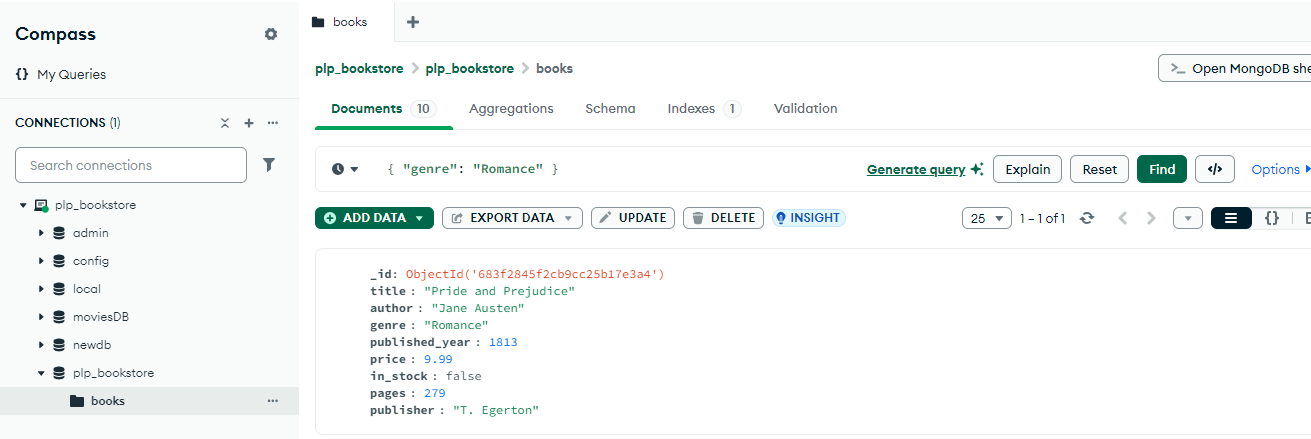 Compass
{} My Queries
CONNECTIONS (1)
Search connections
plp_bookstore
admin
config
local
moviesDB
newdb
plp_bookstore
books
books
plp_bookstore > plp_bookstore > books
>_ Open MongoDB she
Documents 10 Aggregations Schema Indexes 1 Validation
{ "genre": "Romance" }
Generate query Explain Reset Find </> Options
ADD DATA EXPORT DATA UPDATE DELETE INSIGHT
25 1 – 1 of 1 {}
_id: ObjectId('683f2845f2cb9cc25b17e3a4')
title : "Pride and Prejudice"
author : "Jane Austen"
genre : "Romance"
published_year : 1813
price : 9.99
in_stock : false
pages : 279
publisher : "T. Egerton"